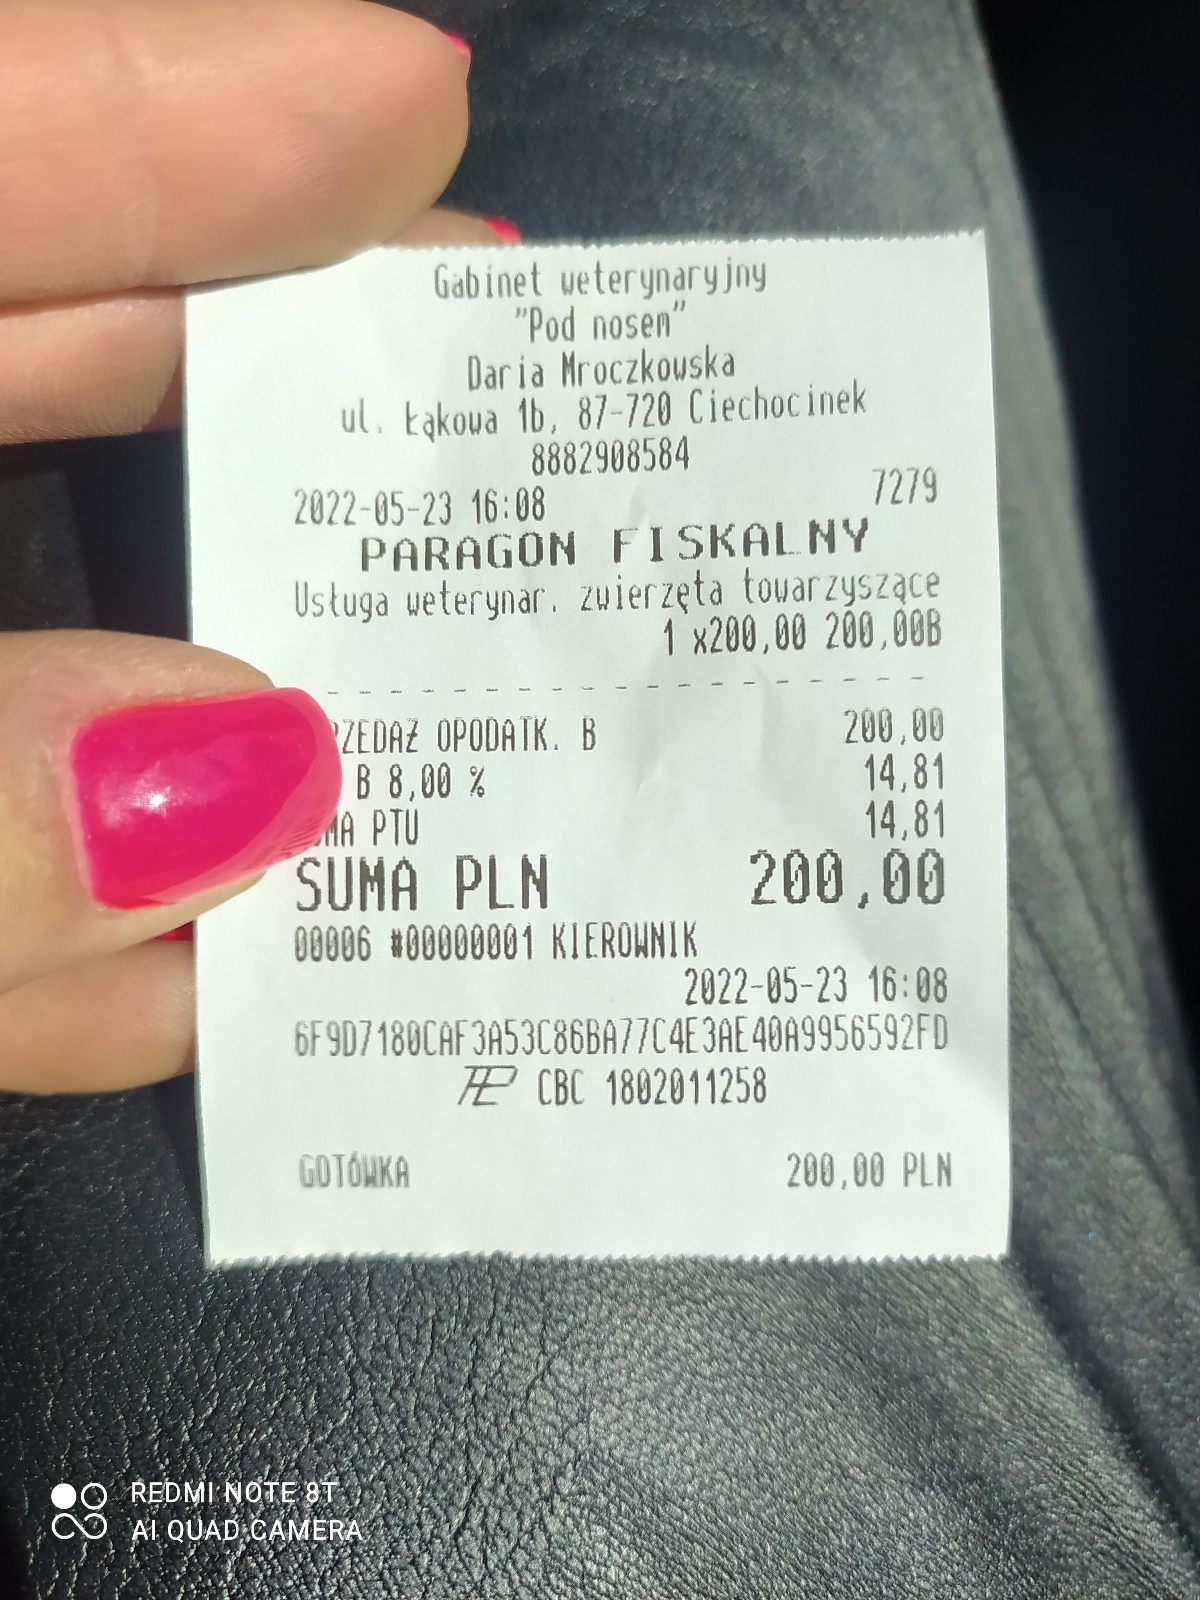 Gabinet weterynaryjny
"Pod nosem"
Daria Mroczkowska
ul. Łąkowa 1b, 87-720 Ciechocinek
8882908584
2022-05-23 16:08 7279
PARAGON FISKALNY
Usługa weterynar. zwierzęta towarzyszące
1 x200,00 200,00B
OPODATK. B 200,00
B 8,00 % 14,81
PTU 14,81
SUMA PLN 200,00
00006 #00000001 KIEROWNIK
2022-05-23 16:08
6F9D7180CAF3A53C86BA77C4E3AE40A9956592FD
CBC 1802011258
GOTÓWKA 200,00 PLN
REDMI NOTE 8T
AI QUAD CAMERA